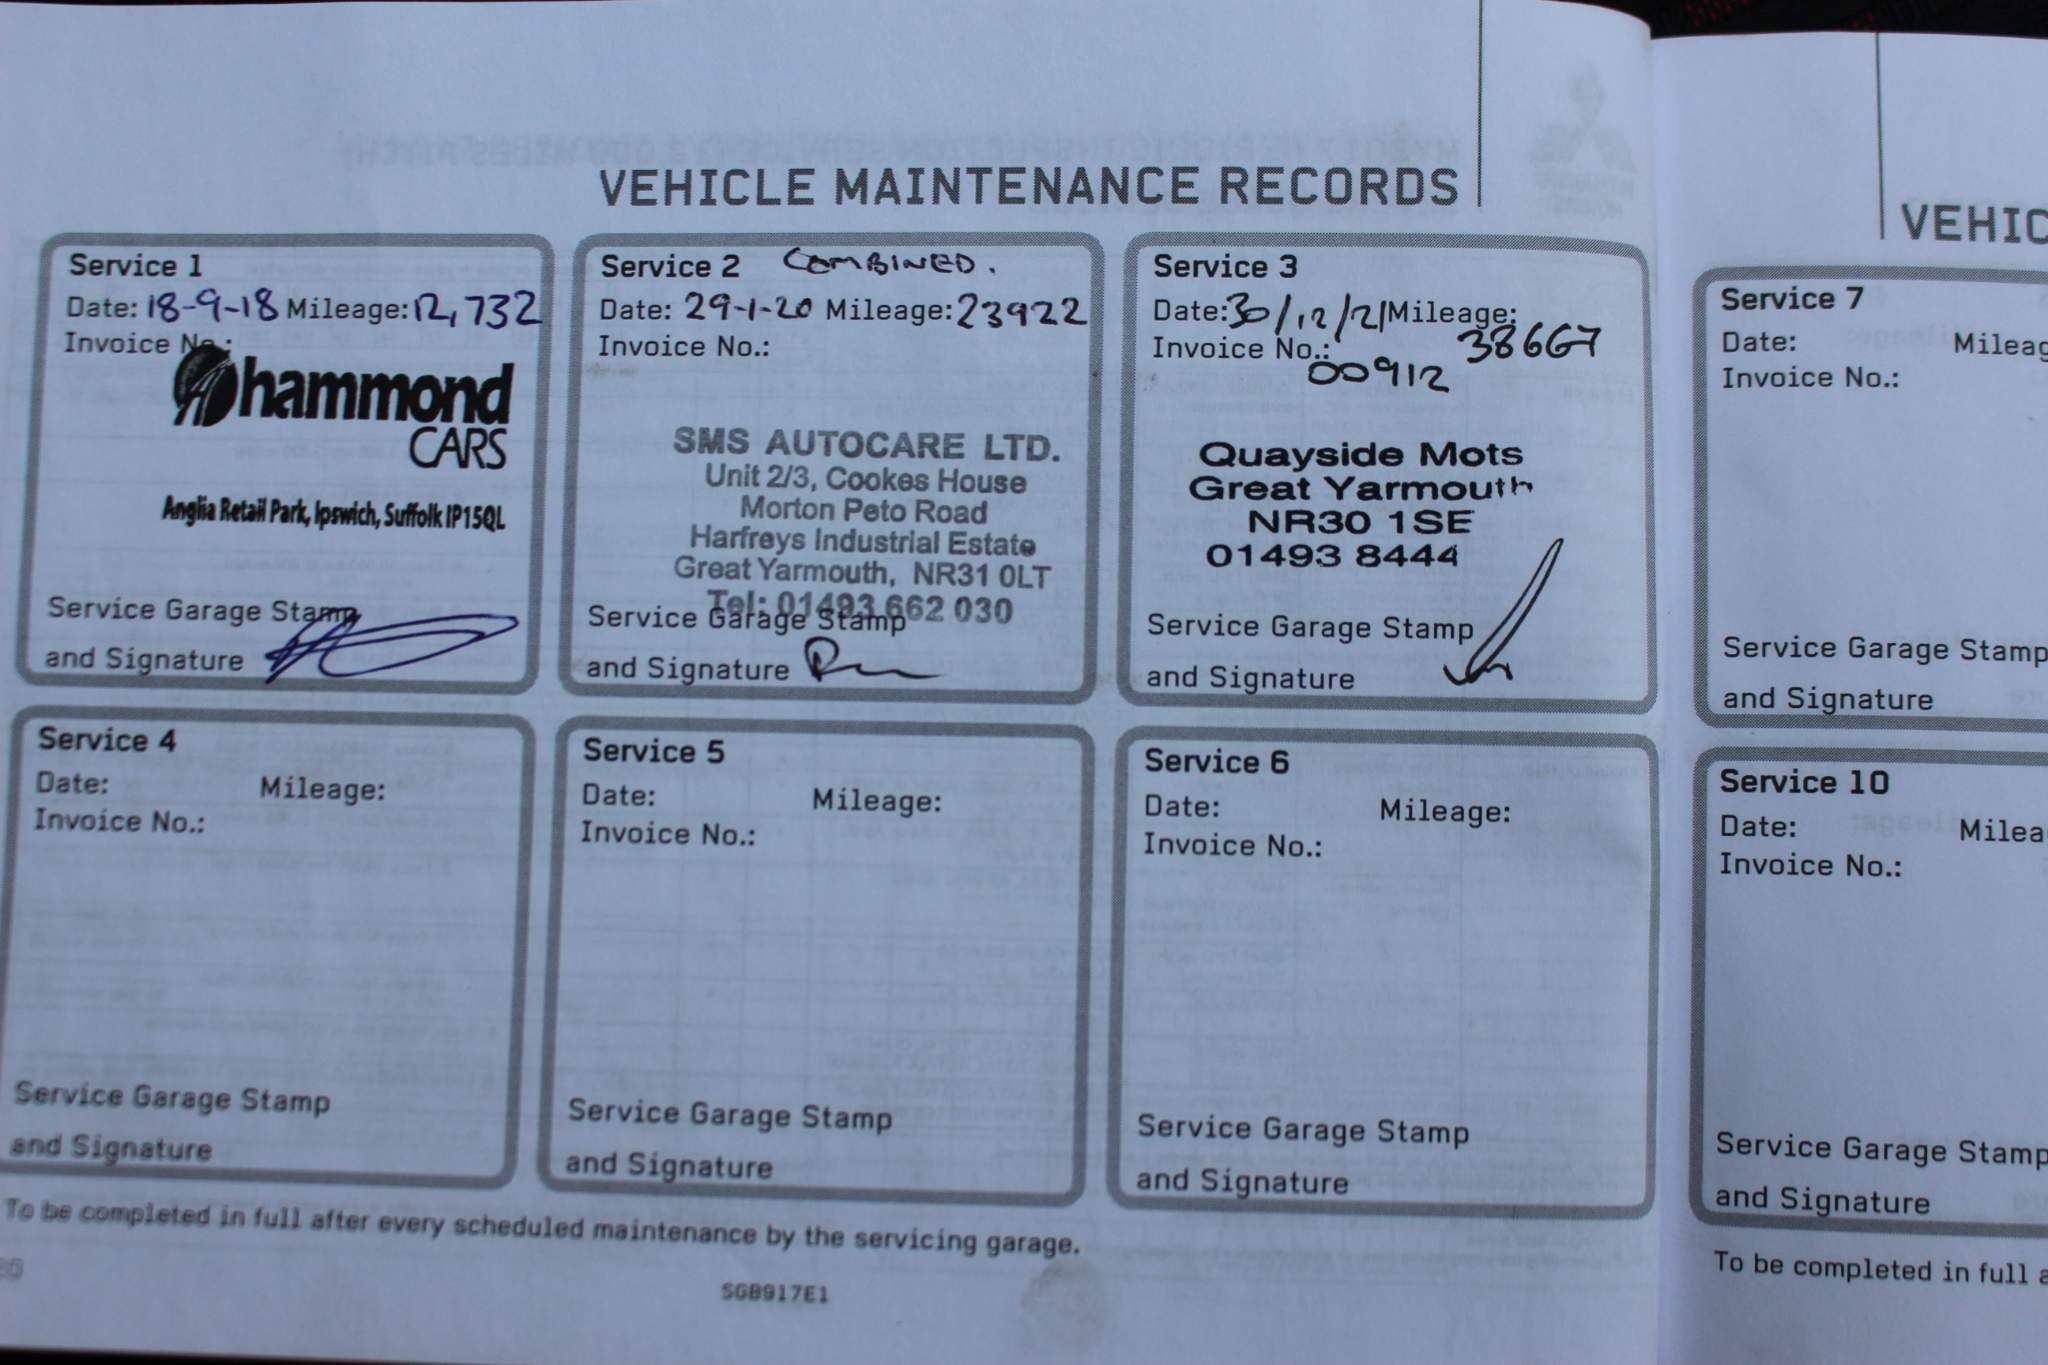 VEHICLE MAINTENANCE RECORDS
Service 1
Date: 18-9-18 Mileage: 12,732
Invoice No.:
hammond
CARS
Anglia Retail Park, Ipswich, Suffolk IP1 5QL
Service Garage Stamp
and Signature
Service 2 COMBINED.
Date: 29-1-20 Mileage: 23922
Invoice No.:
SMS AUTOCARE LTD.
Unit 2/3, Cookes House
Morton Peto Road
Harfreys Industrial Estate
Great Yarmouth, NR31 0LT
Tel: 01493 662 030
Service Garage Stamp
and Signature
Service 3
Date: 30/12/21 Mileage:
38667
Invoice No.:
00912
Quayside Mots
Great Yarmouth
NR30 1SE
01493 8444
Service Garage Stamp
and Signature
Service 4
Date: Mileage:
Invoice No.:
Service Garage Stamp
and Signature
Service 5
Date: Mileage:
Invoice No.:
Service Garage Stamp
and Signature
Service 6
Date: Mileage:
Invoice No.:
Service Garage Stamp
and Signature
To be completed in full after every scheduled maintenance by the servicing garage.
SGB917E1
VEHIC
Service 7
Date: Mileag
Invoice No.:
Service Garage Stamp
and Signature
Service 10
Date: Milea
Invoice No.:
Service Garage Stamp
and Signature
To be completed in full a